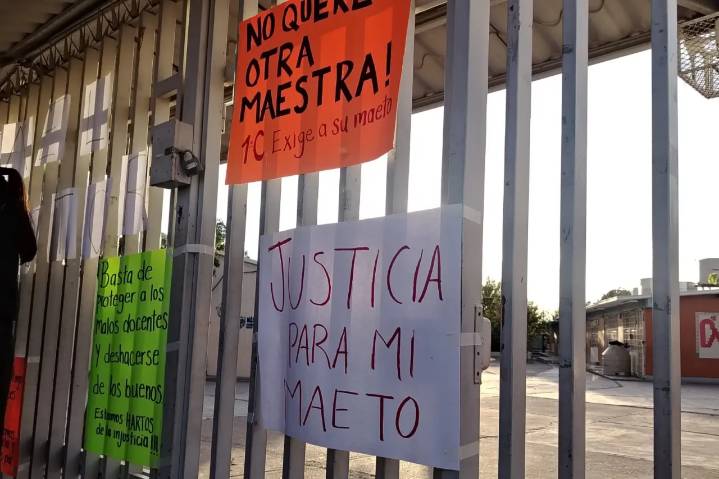 NO QUERE
OTRA
MAESTRA!
1°C Exige a su maeto
JUSTICIA
PARA MI
MAETO
Basta de
proteger a los
malos docentes
Y deshacerse
de los buenos
Estamos HARTOS
de la injusticia!!!